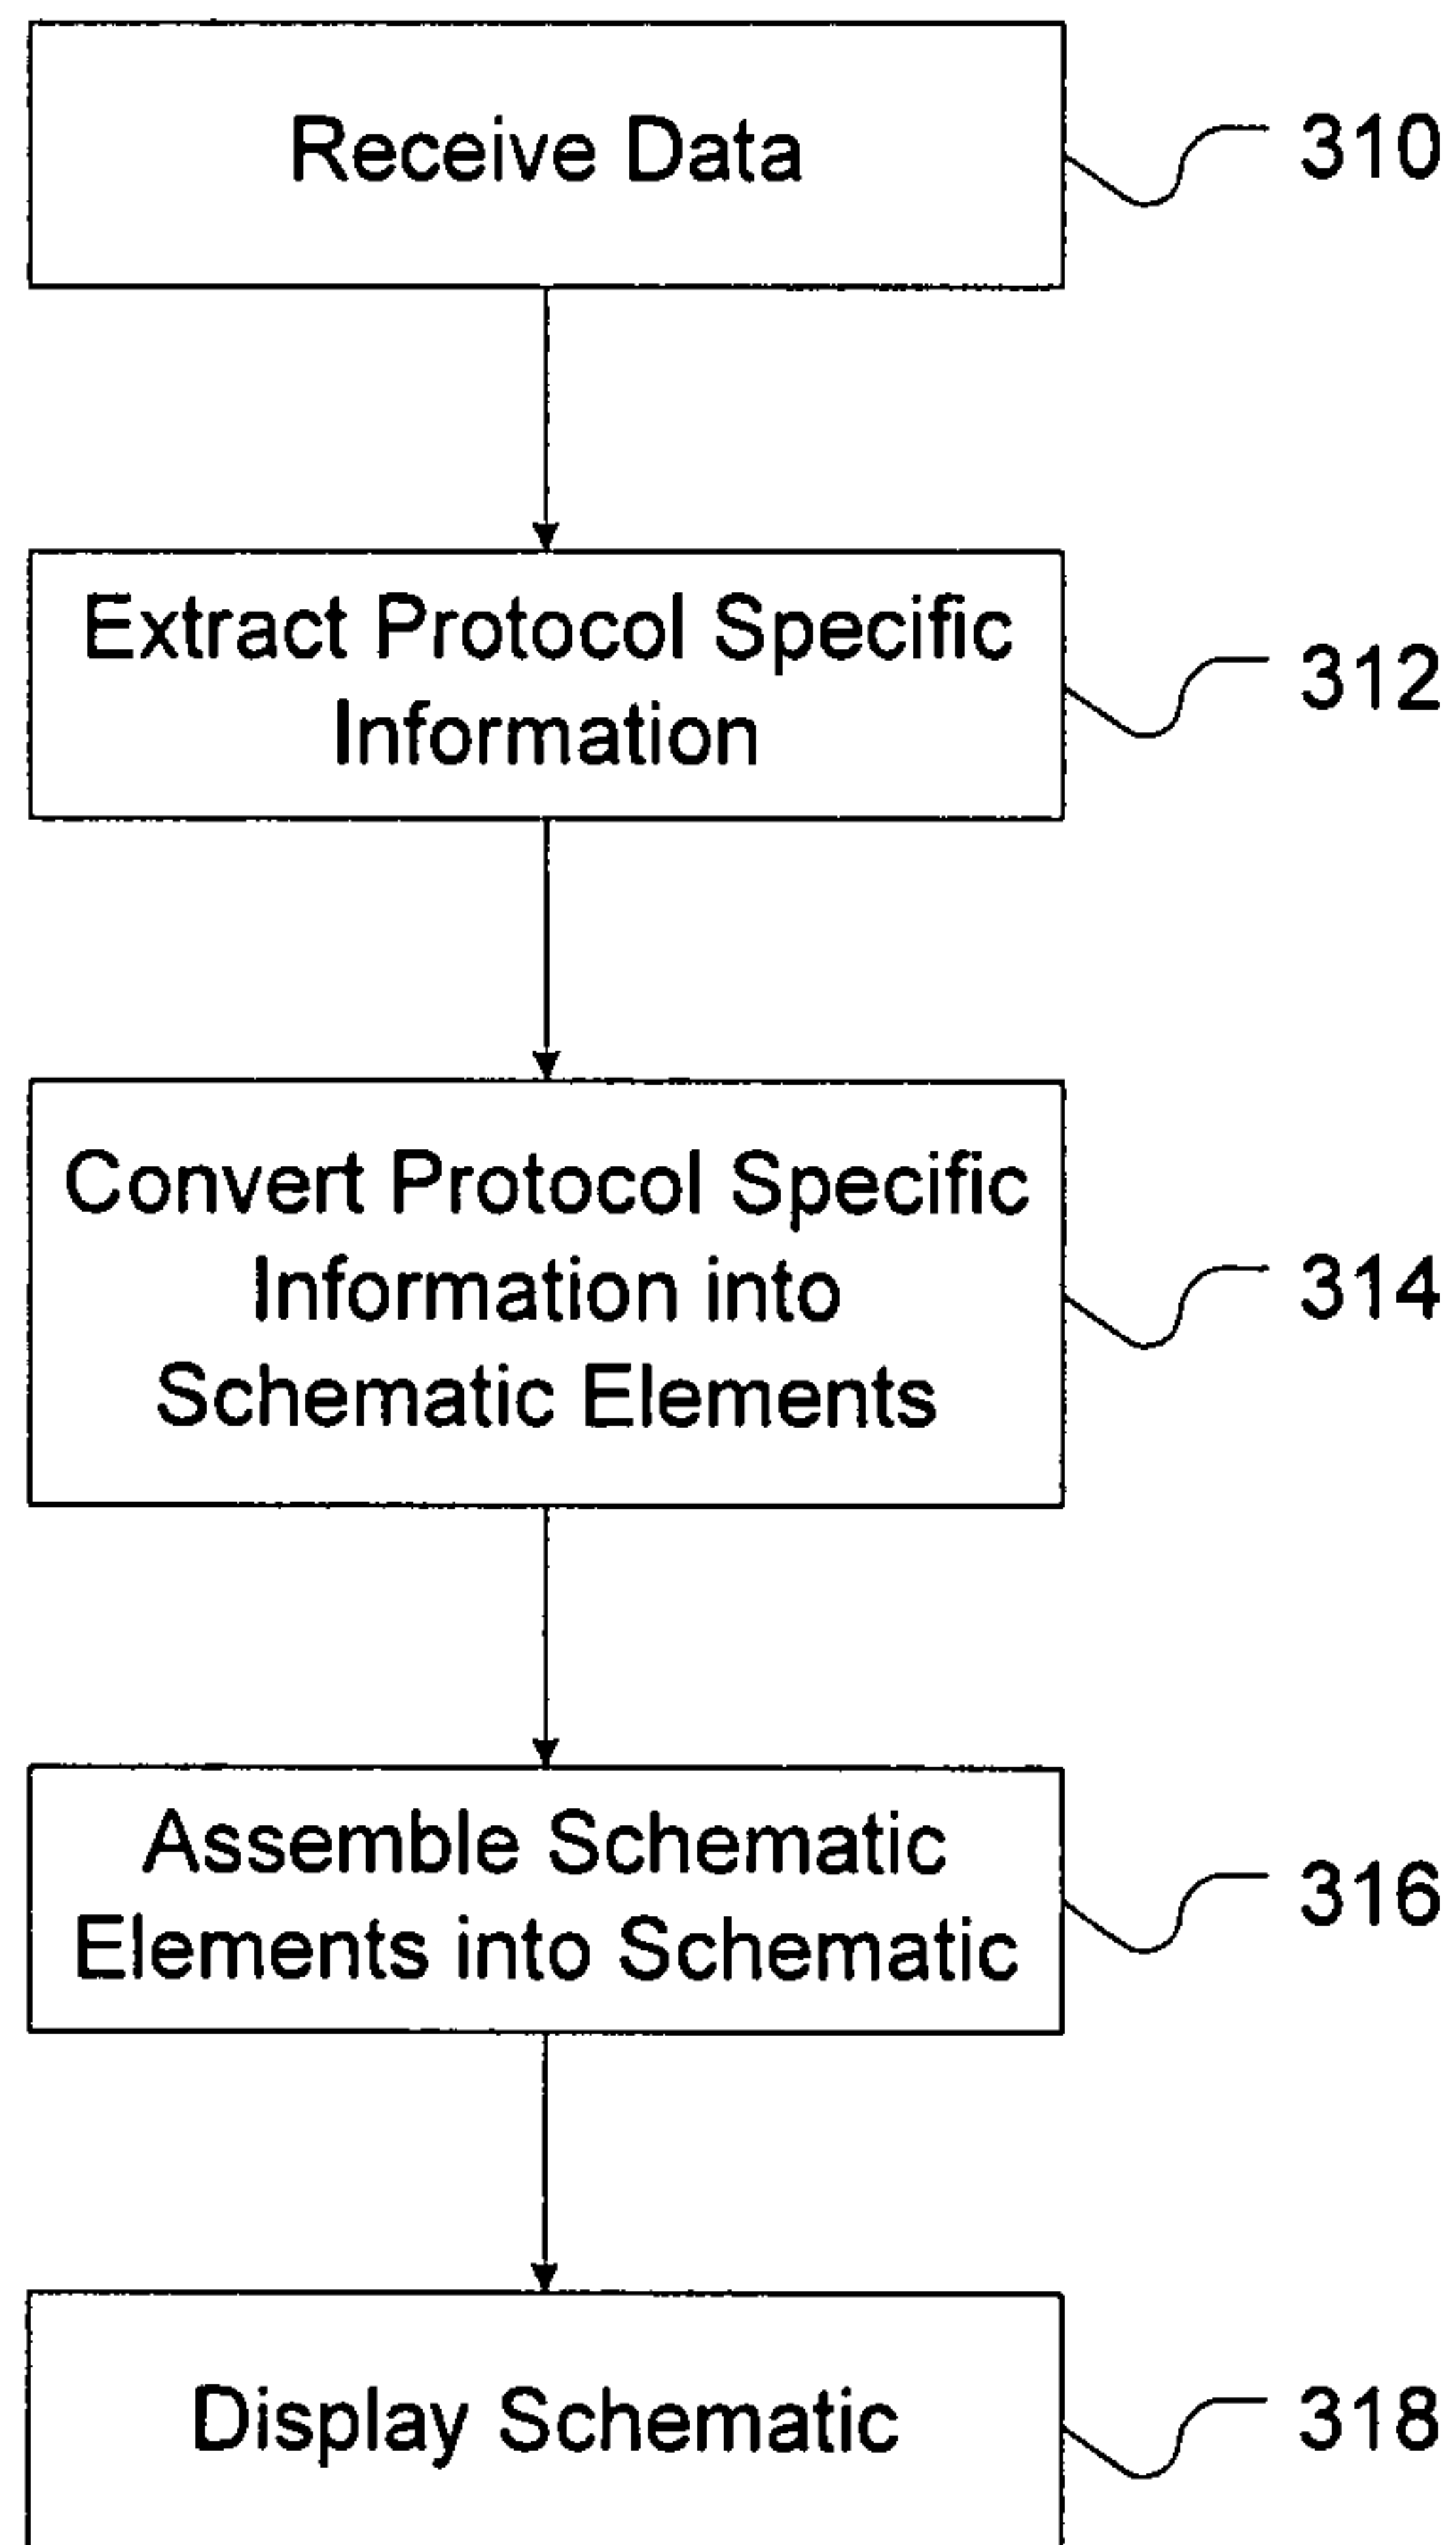 Receive Data
310
Extract Protocol Specific
Information
312
Convert Protocol Specific
Information into
Schematic Elements
314
Assemble Schematic
Elements into Schematic
316
Display Schematic
318